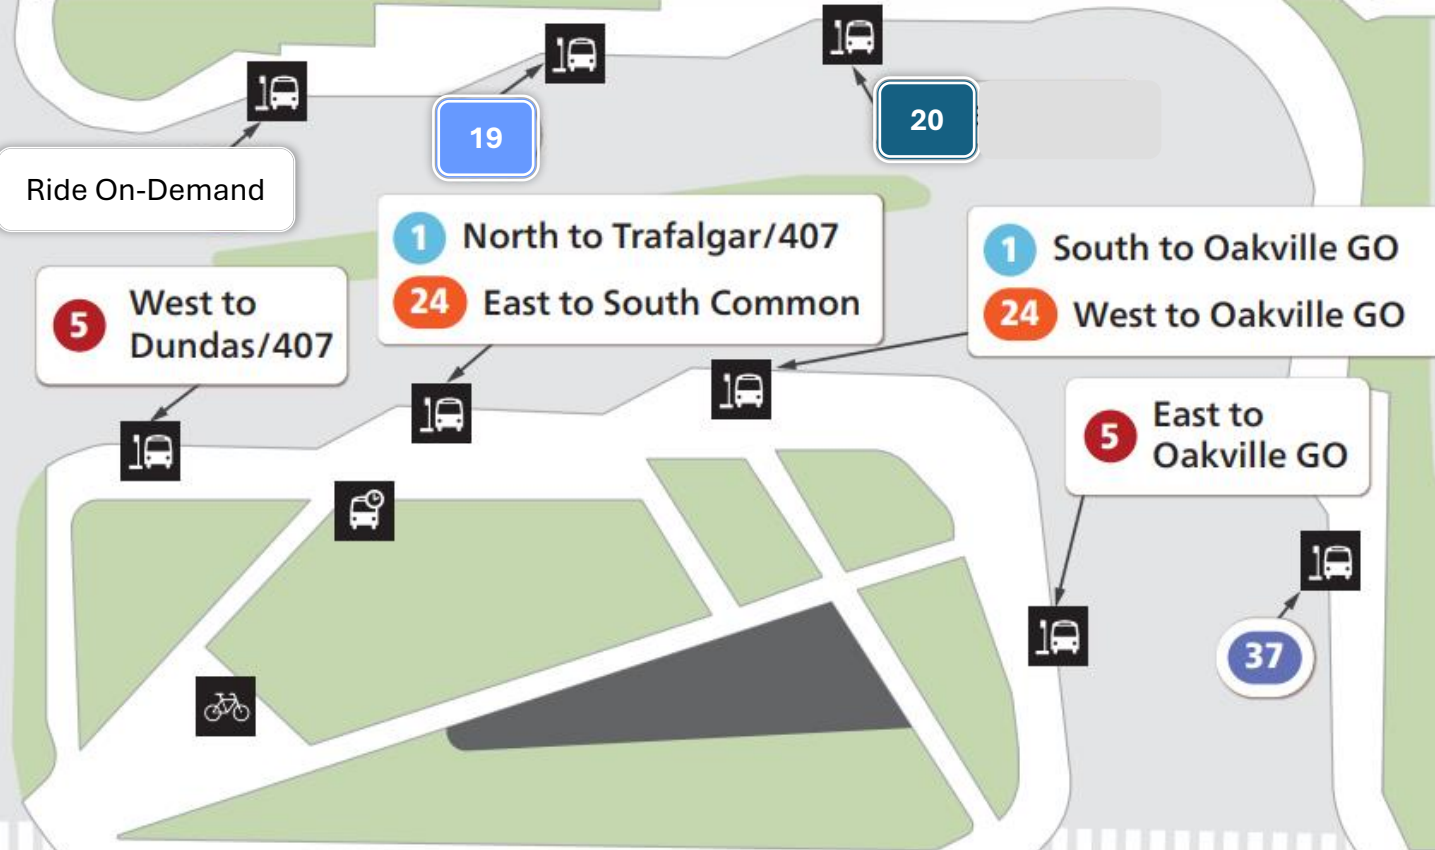 19
20
Ride On-Demand
1 North to Trafalgar/407
24 East to South Common
1 South to Oakville GO
24 West to Oakville GO
5 West to
Dundas/407
5 East to
Oakville GO
37